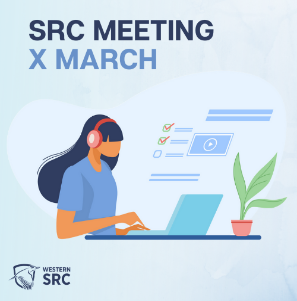 SRC MEETING
X MARCH
WESTERN
SRC